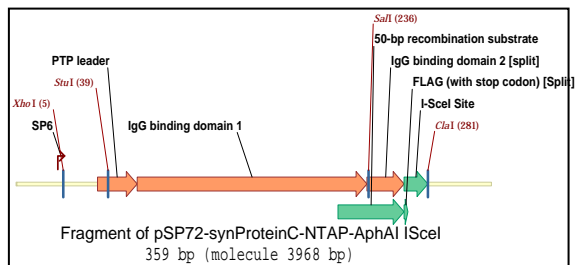 SalI (236)
50-bp recombination substrate
PTP leader
IgG binding domain 2 [split]
StuI (39)
FLAG (with stop codon) [Split]
XhoI (5)
I-SceI Site
SP6
IgG binding domain 1
ClaI (281)
Fragment of pSP72-synProteinC-NTAP-AphAI ISceI
359 bp (molecule 3968 bp)